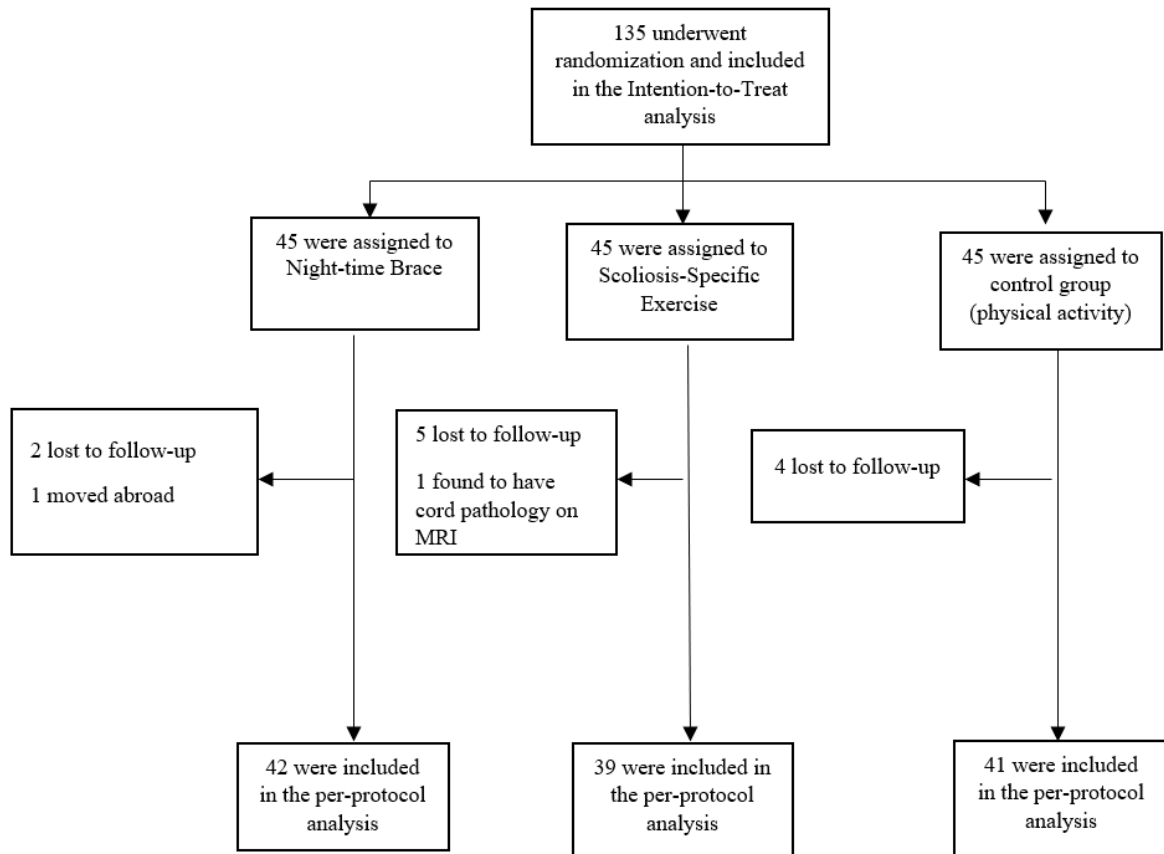 135 underwent
randomization and included
in the Intention-to-Treat
analysis
45 were assigned to
Night-time Brace
45 were assigned to
Scoliosis-Specific
Exercise
45 were assigned to
control group
(physical activity)
2 lost to follow-up
1 moved abroad
5 lost to follow-up
1 found to have
cord pathology on
MRI
4 lost to follow-up
42 were included
in the per-protocol
analysis
39 were included in
the per-protocol
analysis
41 were included in
the per-protocol
analysis